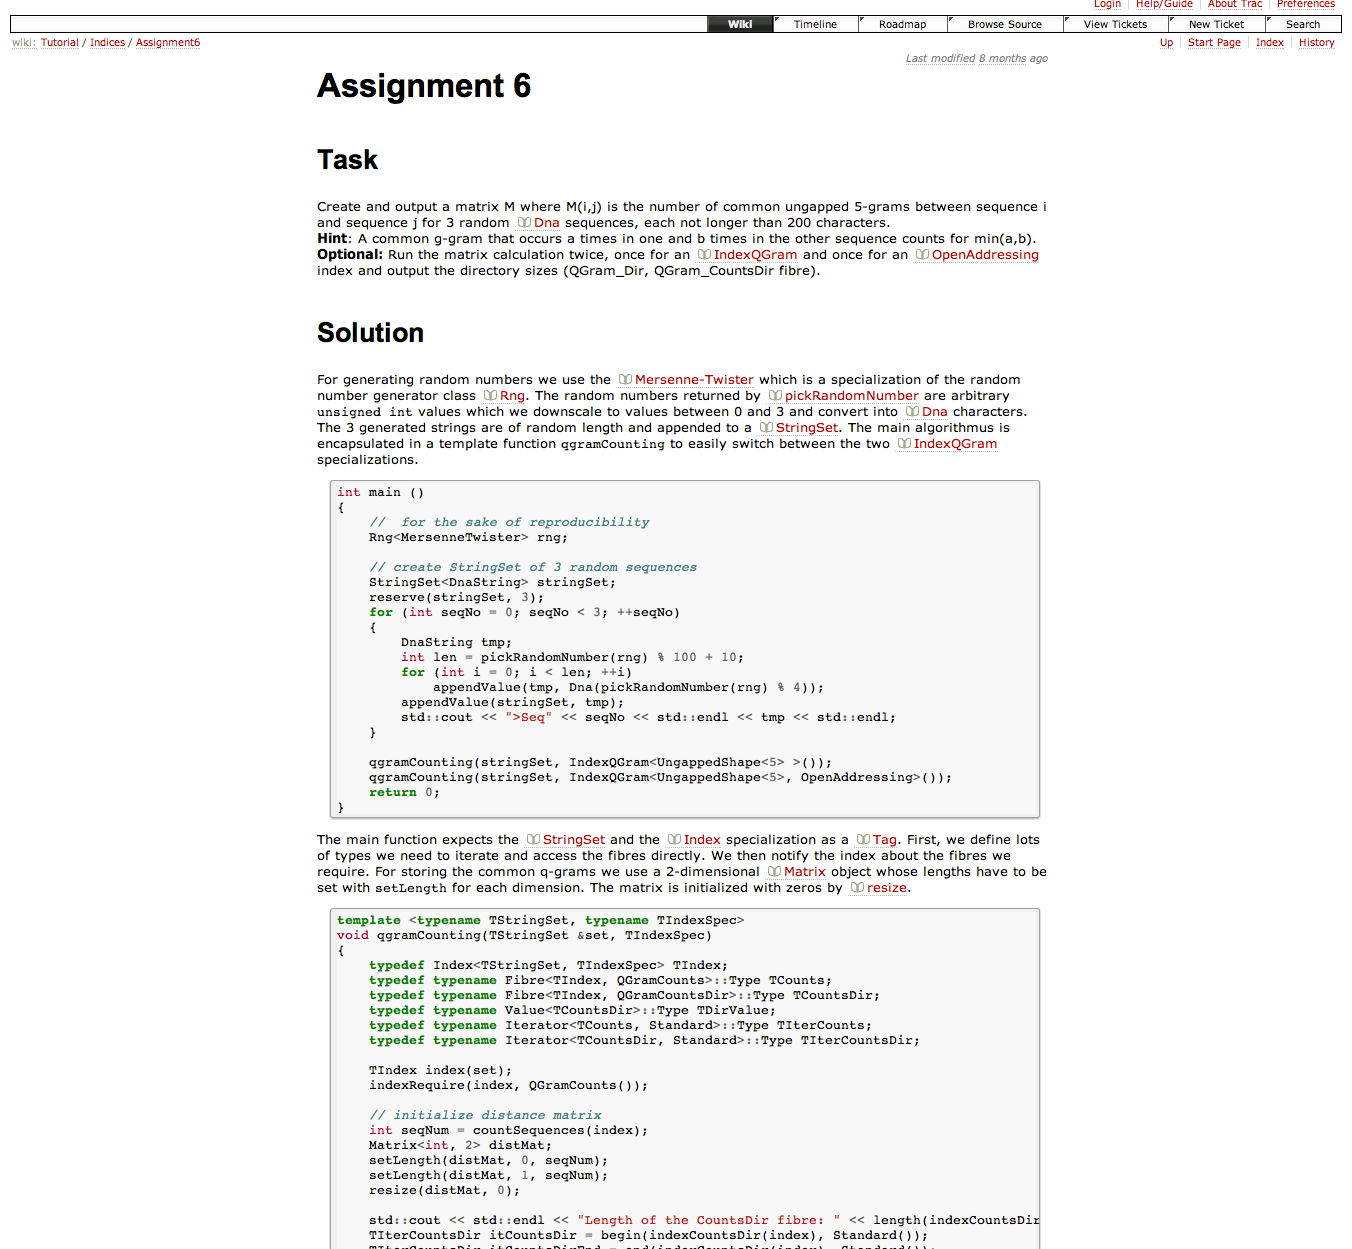 Login Help/Guide About Trac Preferences
Wiki Timeline Roadmap Browse Source View Tickets New Ticket Search
wiki: Tutorial / Indices / Assignment6
Up Start Page Index History
Last modified 8 months ago
Assignment 6
Task
Create and output a matrix M where M(i,j) is the number of common ungapped 5-grams between sequence i
and sequence j for 3 random Dna sequences, each not longer than 200 characters.
Hint: A common g-gram that occurs a times in one and b times in the other sequence counts for min(a,b).
Optional: Run the matrix calculation twice, once for an IndexQGram and once for an OpenAddressing
index and output the directory sizes (QGram_Dir, QGram_CountsDir fibre).
Solution
For generating random numbers we use the Mersenne-Twister which is a specialization of the random
number generator class Rng. The random numbers returned by pickRandomNumber are arbitrary
unsigned int values which we downscale to values between 0 and 3 and convert into Dna characters.
The 3 generated strings are of random length and appended to a StringSet. The main algorithmus is
encapsulated in a template function qgramCounting to easily switch between the two IndexQGram
specializations.
int main ()
{
    //  for the sake of reproducibility
    Rng<MersenneTwister> rng;
    // create StringSet of 3 random sequences
    StringSet<DnaString> stringSet;
    reserve(stringSet, 3);
    for (int seqNo = 0; seqNo < 3; ++seqNo)
    {
        DnaString tmp;
        int len = pickRandomNumber(rng) % 100 + 10;
        for (int i = 0; i < len; ++i)
            appendValue(tmp, Dna(pickRandomNumber(rng) % 4));
        appendValue(stringSet, tmp);
        std::cout << ">Seq" << seqNo << std::endl << tmp << std::endl;
    }
    qgramCounting(stringSet, IndexQGram<UngappedShape<5> >());
    qgramCounting(stringSet, IndexQGram<UngappedShape<5>, OpenAddressing>());
    return 0;
}
The main function expects the StringSet and the Index specialization as a Tag. First, we define lots
of types we need to iterate and access the fibres directly. We then notify the index about the fibres we
require. For storing the common q-grams we use a 2-dimensional Matrix object whose lengths have to be
set with setLength for each dimension. The matrix is initialized with zeros by resize.
template <typename TStringSet, typename TIndexSpec>
void qgramCounting(TStringSet &set, TIndexSpec)
{
    typedef Index<TStringSet, TIndexSpec> TIndex;
    typedef typename Fibre<TIndex, QGramCounts>::Type TCounts;
    typedef typename Fibre<TIndex, QGramCountsDir>::Type TCountsDir;
    typedef typename Value<TCountsDir>::Type TDirValue;
    typedef typename Iterator<TCounts, Standard>::Type TIterCounts;
    typedef typename Iterator<TCountsDir, Standard>::Type TIterCountsDir;
    TIndex index(set);
    indexRequire(index, QGramCounts());
    // initialize distance matrix
    int seqNum = countSequences(index);
    Matrix<int, 2> distMat;
    setLength(distMat, 0, seqNum);
    setLength(distMat, 1, seqNum);
    resize(distMat, 0);
    std::cout << std::endl << "Length of the CountsDir fibre: " << length(indexCountsDir
    TIterCountsDir itCountsDir = begin(indexCountsDir(index), Standard());
    TIterCountsDir itCountsDirEnd = end(indexCountsDir(index), Standard());